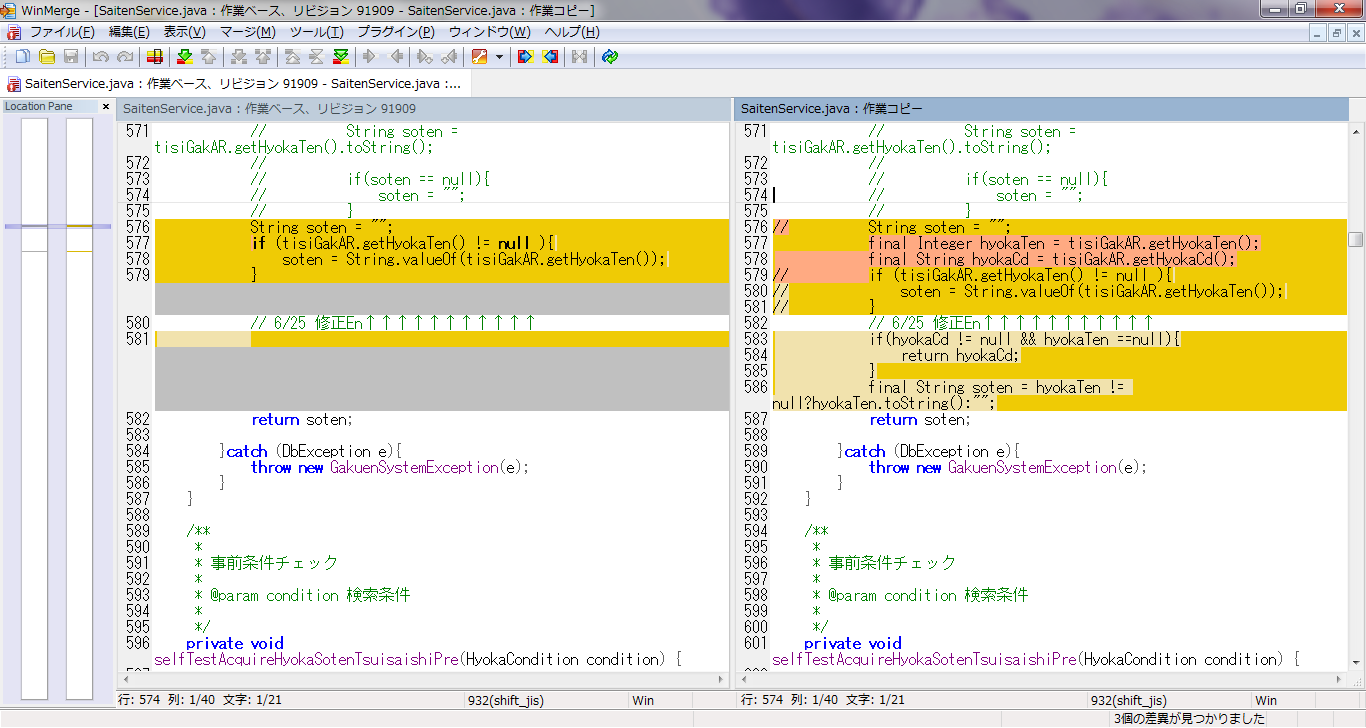 WinMerge - [SaitenService.java : 作業ベース、リビジョン 91909 - SaitenService.java : 作業コピー]
ファイル(F) 編集(E) 表示(V) マージ(M) ツール(T) プラグイン(P) ウィンドウ(W) ヘルプ(H)
SaitenService.java : 作業ベース、リビジョン 91909 - SaitenService.java :...
Location Pane x
SaitenService.java : 作業ベース、リビジョン 91909
571 // String soten =
tisiGakAR.getHyokaTen().toString();
572 //
573 // if(soten == null){
574 // soten = "";
575 // }
576 String soten = "";
577 if (tisiGakAR.getHyokaTen() != null ){
578 soten = String.valueOf(tisiGakAR.getHyokaTen());
579 }
580 // 6/25 修正En↑↑↑↑↑↑↑↑↑↑↑
581
582 return soten;
583
584 }catch (DbException e){
585 throw new GakuenSystemException(e);
586 }
587 }
588
589 /**
590 *
591 * 事前条件チェック
592 *
593 * @param condition 検索条件
594 *
595 */
596 private void
selfTestAcquireHyokaSotenTsuisaishiPre(HyokaCondition condition) {
行: 574 列: 1/40 文字: 1/21 932(shift_jis) Win
SaitenService.java : 作業コピー
571 // String soten =
tisiGakAR.getHyokaTen().toString();
572 //
573 // if(soten == null){
574 // soten = "";
575 // }
576 // String soten = "";
577 final Integer hyokaTen = tisiGakAR.getHyokaTen();
578 final String hyokaCd = tisiGakAR.getHyokaCd();
579 // if (tisiGakAR.getHyokaTen() != null ){
580 // soten = String.valueOf(tisiGakAR.getHyokaTen());
581 // }
582 // 6/25 修正En↑↑↑↑↑↑↑↑↑↑↑
583 if(hyokaCd != null && hyokaTen ==null){
584 return hyokaCd;
585 }
586 final String soten = hyokaTen !=
null?hyokaTen.toString():"";
587 return soten;
588
589 }catch (DbException e){
590 throw new GakuenSystemException(e);
591 }
592 }
593
594 /**
595 *
596 * 事前条件チェック
597 *
598 * @param condition 検索条件
599 *
600 */
601 private void
selfTestAcquireHyokaSotenTsuisaishiPre(HyokaCondition condition) {
行: 574 列: 1/40 文字: 1/21 932(shift_jis) Win
3個の差異が見つかりました